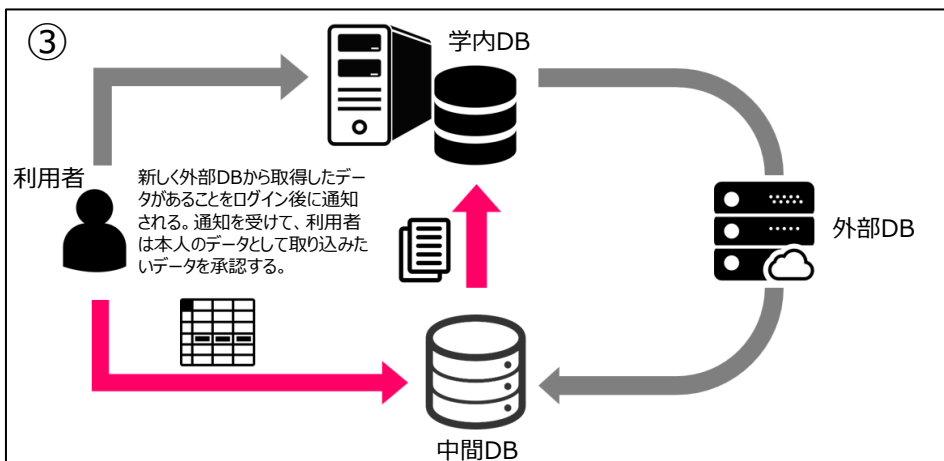 ③
学内DB
利用者
新しく外部DBから取得したデー
タがあることをログイン後に通知
される。通知を受けて、利用者
は本人のデータとして取り込みた
いデータを承認する。
外部DB
中間DB